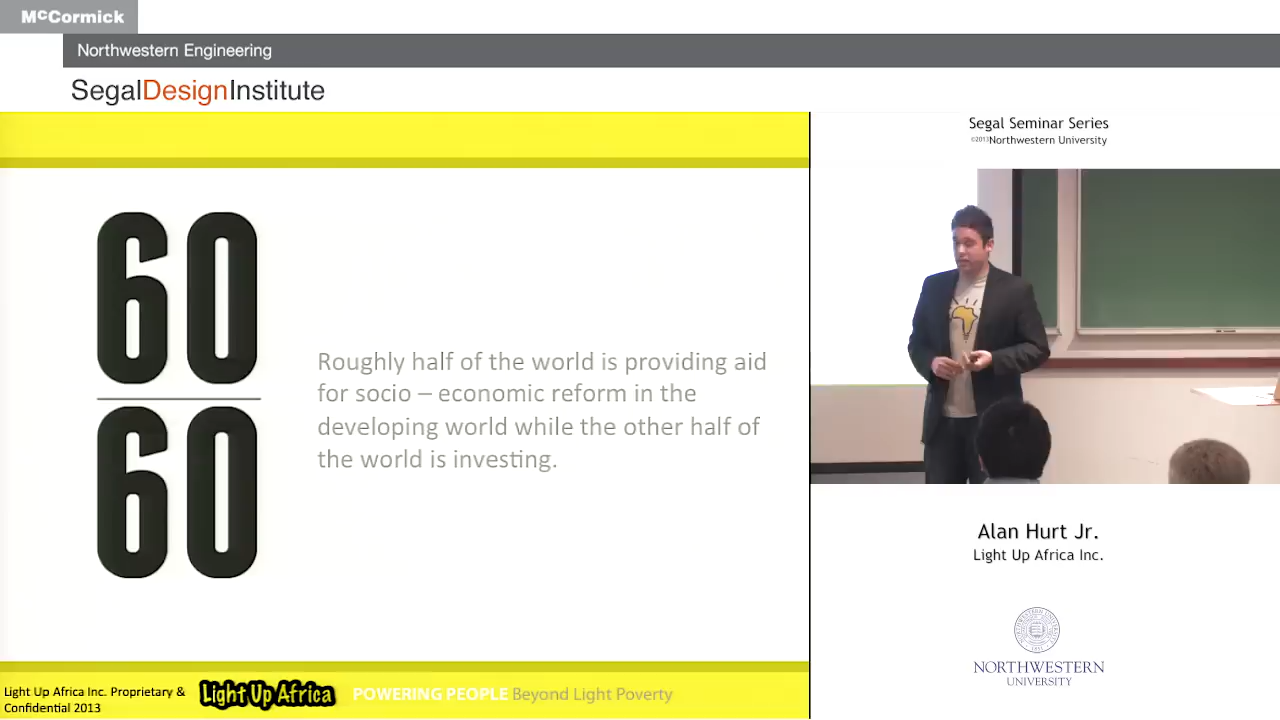 McCormick
Northwestern Engineering
SegalDesignInstitute
Segal Seminar Series
©2013Northwestern University
60
60
Roughly half of the world is providing aid
for socio – economic reform in the
developing world while the other half of
the world is investing.
Alan Hurt Jr.
Light Up Africa Inc.
NORTHWESTERN
UNIVERSITY
Light Up Africa Inc. Proprietary &
Confidential 2013
Light Up Africa
POWERING PEOPLE Beyond Light Poverty